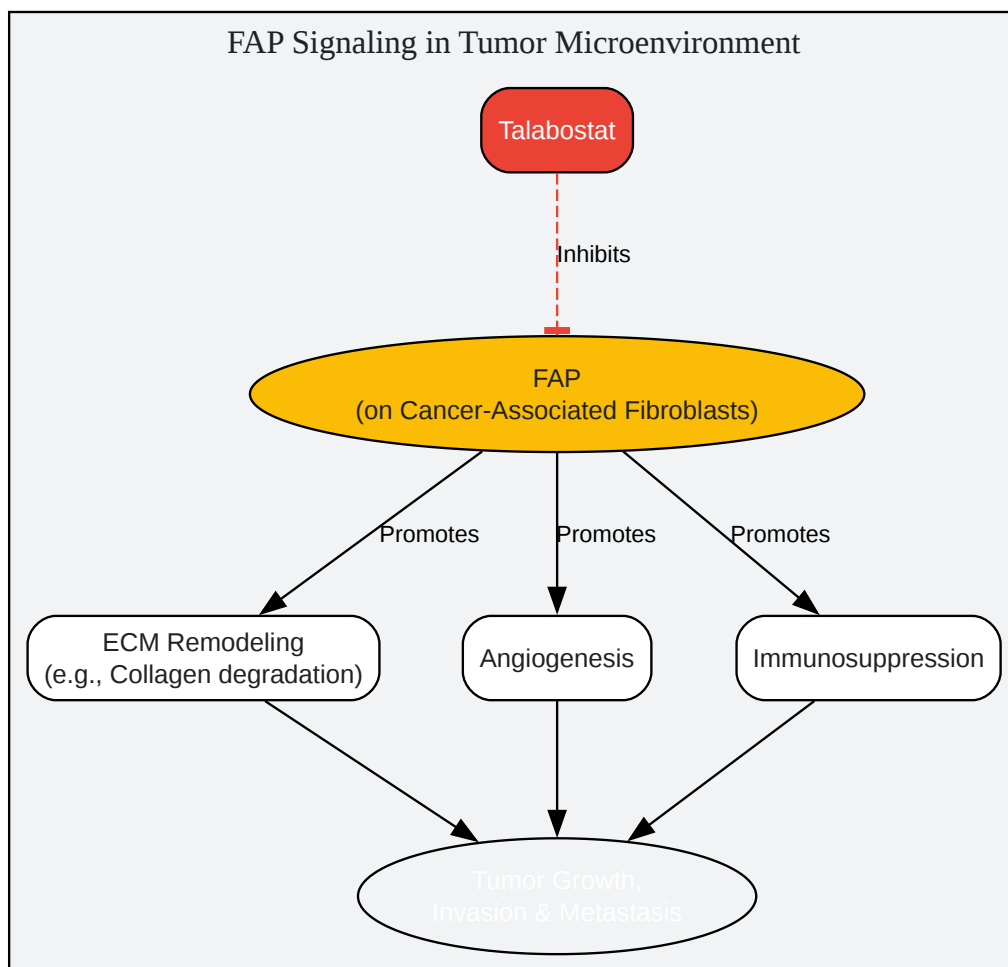 FAP Signaling in Tumor Microenvironment
Talabostat
Inhibits
FAP
(on Cancer-Associated Fibroblasts)
Promotes
Promotes
Promotes
ECM Remodeling
(e.g., Collagen degradation)
Angiogenesis
Immunosuppression
Tumor Growth,
Invasion & Metastasis